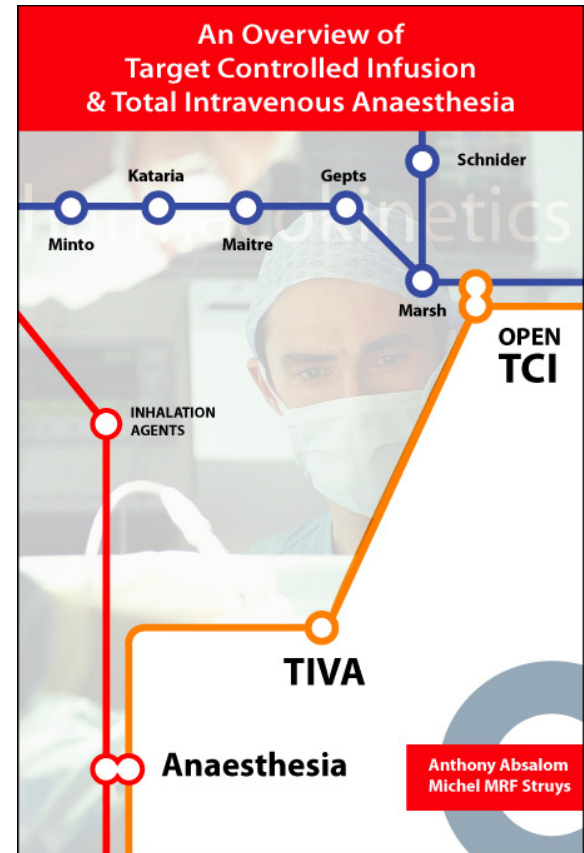 An Overview of
Target Controlled Infusion
& Total Intravenous Anaesthesia
Schnider
Kataria
Gepts
harmacokinetics
Minto
Maitre
Marsh
OPEN
TCI
INHALATION
AGENTS
TIVA
Anaesthesia
Anthony Absalom
Michel MRF Struys